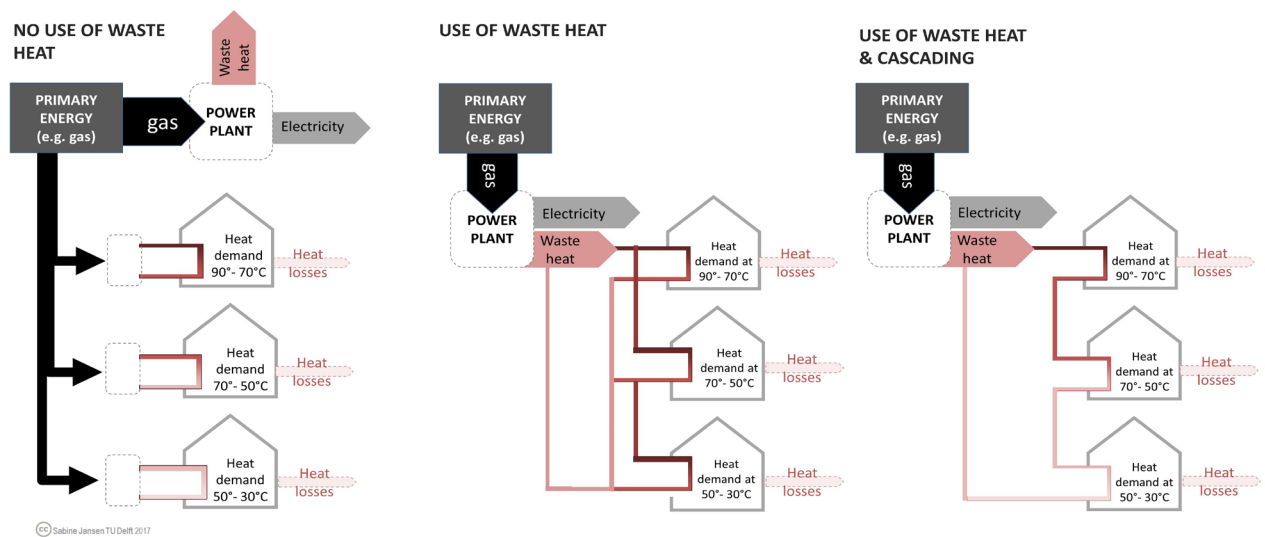 NO USE OF WASTE
HEAT
Waste
heat
PRIMARY
ENERGY
(e.g. gas)
gas
POWER
PLANT
Electricity
Heat
demand
90°- 70°C
Heat
losses
Heat
demand
70°- 50°C
Heat
losses
Heat
demand
50°- 30°C
Heat
losses
cc Sabine Jansen TU Delft 2017
USE OF WASTE HEAT
PRIMARY
ENERGY
(e.g. gas)
gas
POWER
PLANT
Electricity
Waste
heat
Heat
demand at
90°- 70°C
Heat
losses
Heat
demand at
70°- 50°C
Heat
losses
Heat
demand at
50°- 30°C
Heat
losses
USE OF WASTE HEAT
& CASCADING
PRIMARY
ENERGY
(e.g. gas)
gas
POWER
PLANT
Electricity
Waste
heat
Heat
demand at
90°- 70°C
Heat
losses
Heat
demand at
70°- 50°C
Heat
losses
Heat
demand at
50°- 30°C
Heat
losses